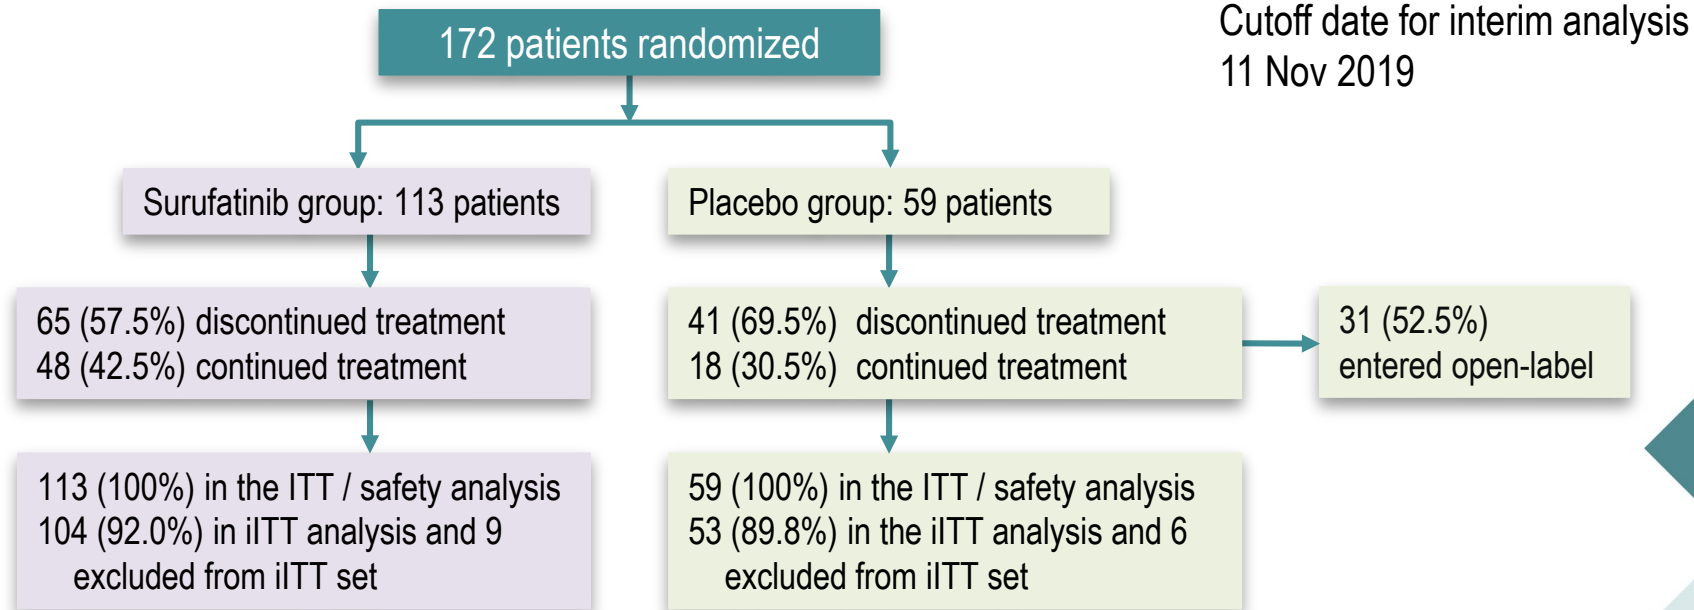 172 patients randomized
Cutoff date for interim analysis
11 Nov 2019
Surufatinib group: 113 patients
Placebo group: 59 patients
65 (57.5%) discontinued treatment
48 (42.5%) continued treatment
41 (69.5%) discontinued treatment
18 (30.5%) continued treatment
31 (52.5%)
entered open-label
113 (100%) in the ITT / safety analysis
104 (92.0%) in iITT analysis and 9
excluded from iITT set
59 (100%) in the ITT / safety analysis
53 (89.8%) in the iITT analysis and 6
excluded from iITT set